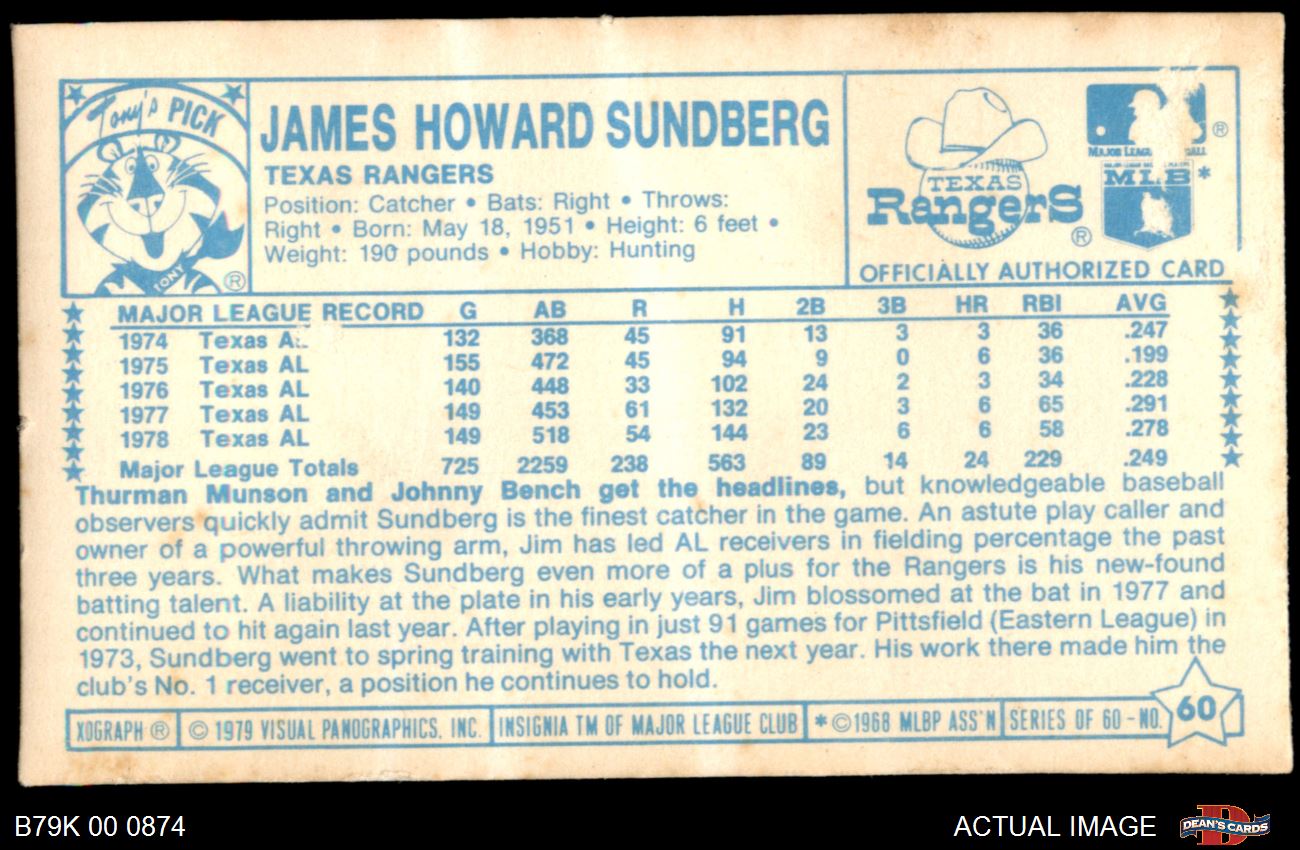 Tony's PICK
TONY ®
JAMES HOWARD SUNDBERG
TEXAS RANGERS
Position: Catcher • Bats: Right • Throws:
Right • Born: May 18, 1951 • Height: 6 feet •
Weight: 190 pounds • Hobby: Hunting
TEXAS
Rangers ®
MAJOR LEAG ALL ®
MLB *
OFFICIALLY AUTHORIZED CARD
MAJOR LEAGUE RECORD G AB R H 2B 3B HR RBI AVG
1974 Texas AL 132 368 45 91 13 3 3 36 .247
1975 Texas AL 155 472 45 94 9 0 6 36 .199
1976 Texas AL 140 448 33 102 24 2 3 34 .228
1977 Texas AL 149 453 61 132 20 3 6 65 .291
1978 Texas AL 149 518 54 144 23 6 6 58 .278
Major League Totals 725 2259 238 563 89 14 24 229 .249
Thurman Munson and Johnny Bench get the headlines, but knowledgeable baseball
observers quickly admit Sundberg is the finest catcher in the game. An astute play caller and
owner of a powerful throwing arm, Jim has led AL receivers in fielding percentage the past
three years. What makes Sundberg even more of a plus for the Rangers is his new-found
batting talent. A liability at the plate in his early years, Jim blossomed at the bat in 1977 and
continued to hit again last year. After playing in just 91 games for Pittsfield (Eastern League) in
1973, Sundberg went to spring training with Texas the next year. His work there made him the
club's No. 1 receiver, a position he continues to hold.
XOGRAPH ® © 1979 VISUAL PANOGRAPHICS, INC. INSIGNIA TM OF MAJOR LEAGUE CLUB * © 1968 MLBP ASS'N SERIES OF 60 - NO. 60
B79K 00 0874
ACTUAL IMAGE
DEAN'S CARDS